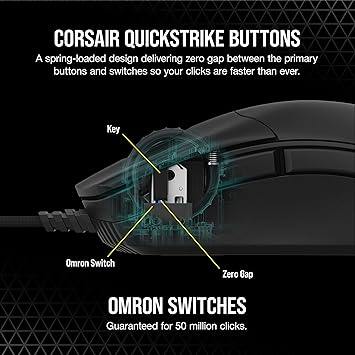 CORSAIR QUICKSTRIKE BUTTONS
A spring-loaded design delivering zero gap between the primary
buttons and switches so your clicks are faster than ever.
Key
Omron Switch
Zero Gap
OMRON SWITCHES
Guaranteed for 50 million clicks.